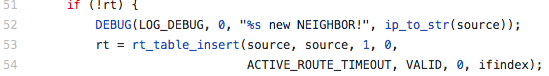 51 if (!rt) {
52 DEBUG(LOG_DEBUG, 0, "%s new NEIGHBOR!", ip_to_str(source));
53 rt = rt_table_insert(source, source, 1, 0,
54 ACTIVE_ROUTE_TIMEOUT, VALID, 0, ifindex);